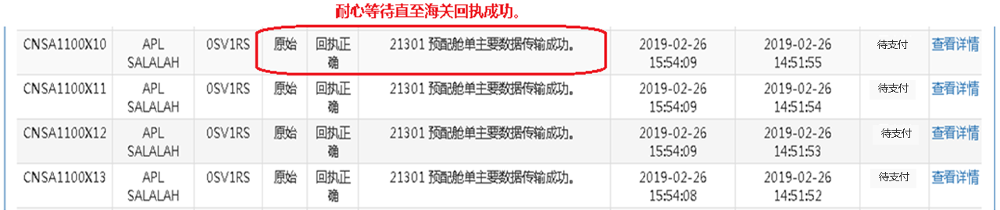 耐心等待直至海关回执成功。
CNSA1100X10 APL 0SV1RS 原始 回执正 21301 预配舱单主要数据传输成功。 2019-02-26 2019-02-26 待支付 查看详情
SALALAH 确 15:54:09 14:51:55
CNSA1100X11 APL 0SV1RS 原始 回执正 21301 预配舱单主要数据传输成功。 2019-02-26 2019-02-26 待支付 查看详情
SALALAH 确 15:54:09 14:51:54
CNSA1100X12 APL 0SV1RS 原始 回执正 21301 预配舱单主要数据传输成功。 2019-02-26 2019-02-26 待支付 查看详情
SALALAH 确 15:54:09 14:51:53
CNSA1100X13 APL 0SV1RS 原始 回执正 21301 预配舱单主要数据传输成功。 2019-02-26 2019-02-26 待支付 查看详情
SALALAH 确 15:54:08 14:51:52